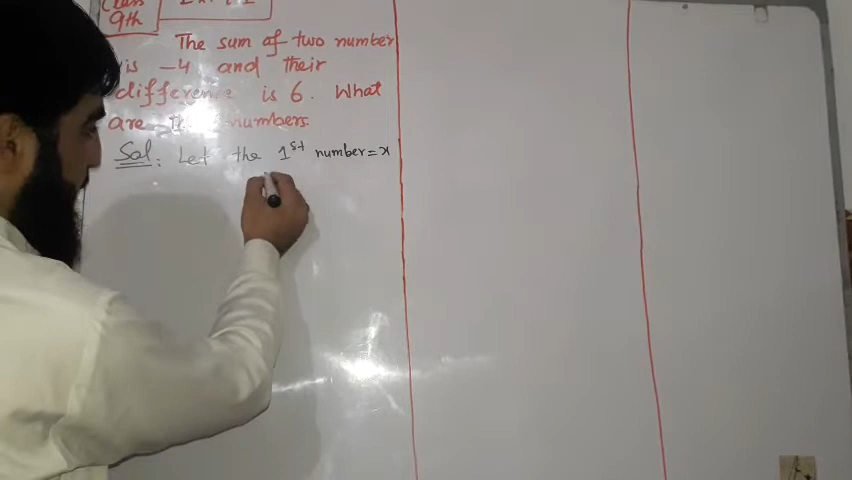 Class
9th
The sum of two number
is -4 and their
difference is 6. What
are the numbers.
Sol: Let the 1st number = x